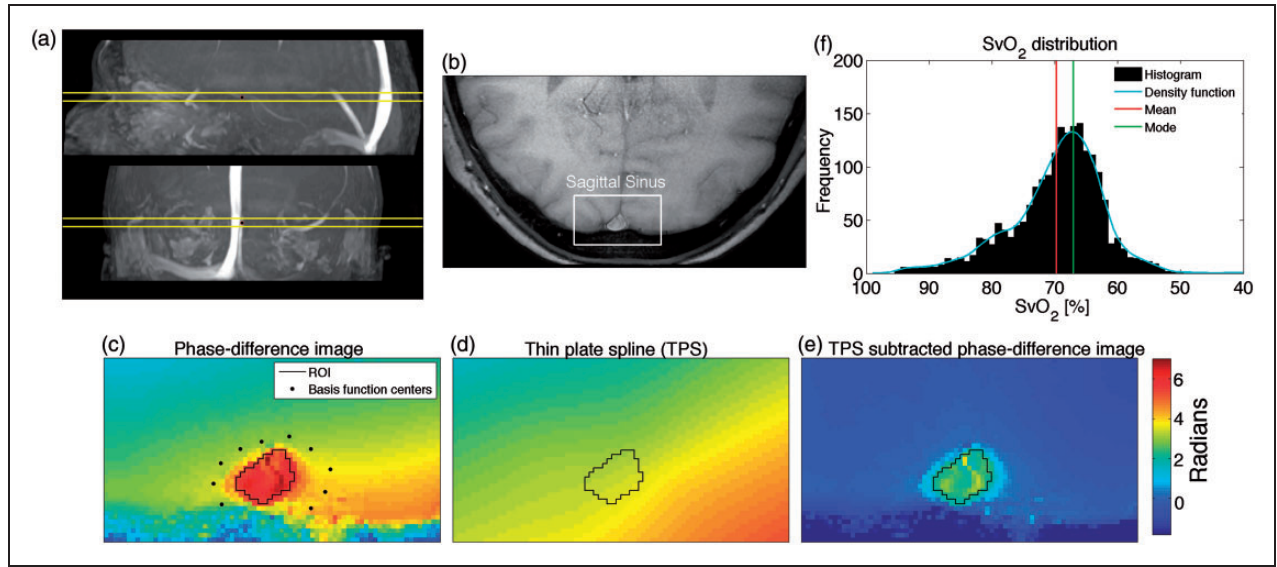 (a)
(b)
Sagittal Sinus
(f)
SvO2 distribution
Histogram
Density function
Mean
Mode
200
150
100
50
0
Frequency
100 90 80 70 60 50 40
SvO2 [%]
(c) Phase-difference image
ROI
Basis function centers
(d) Thin plate spline (TPS)
(e) TPS subtracted phase-difference image
6
4
2
0
Radians